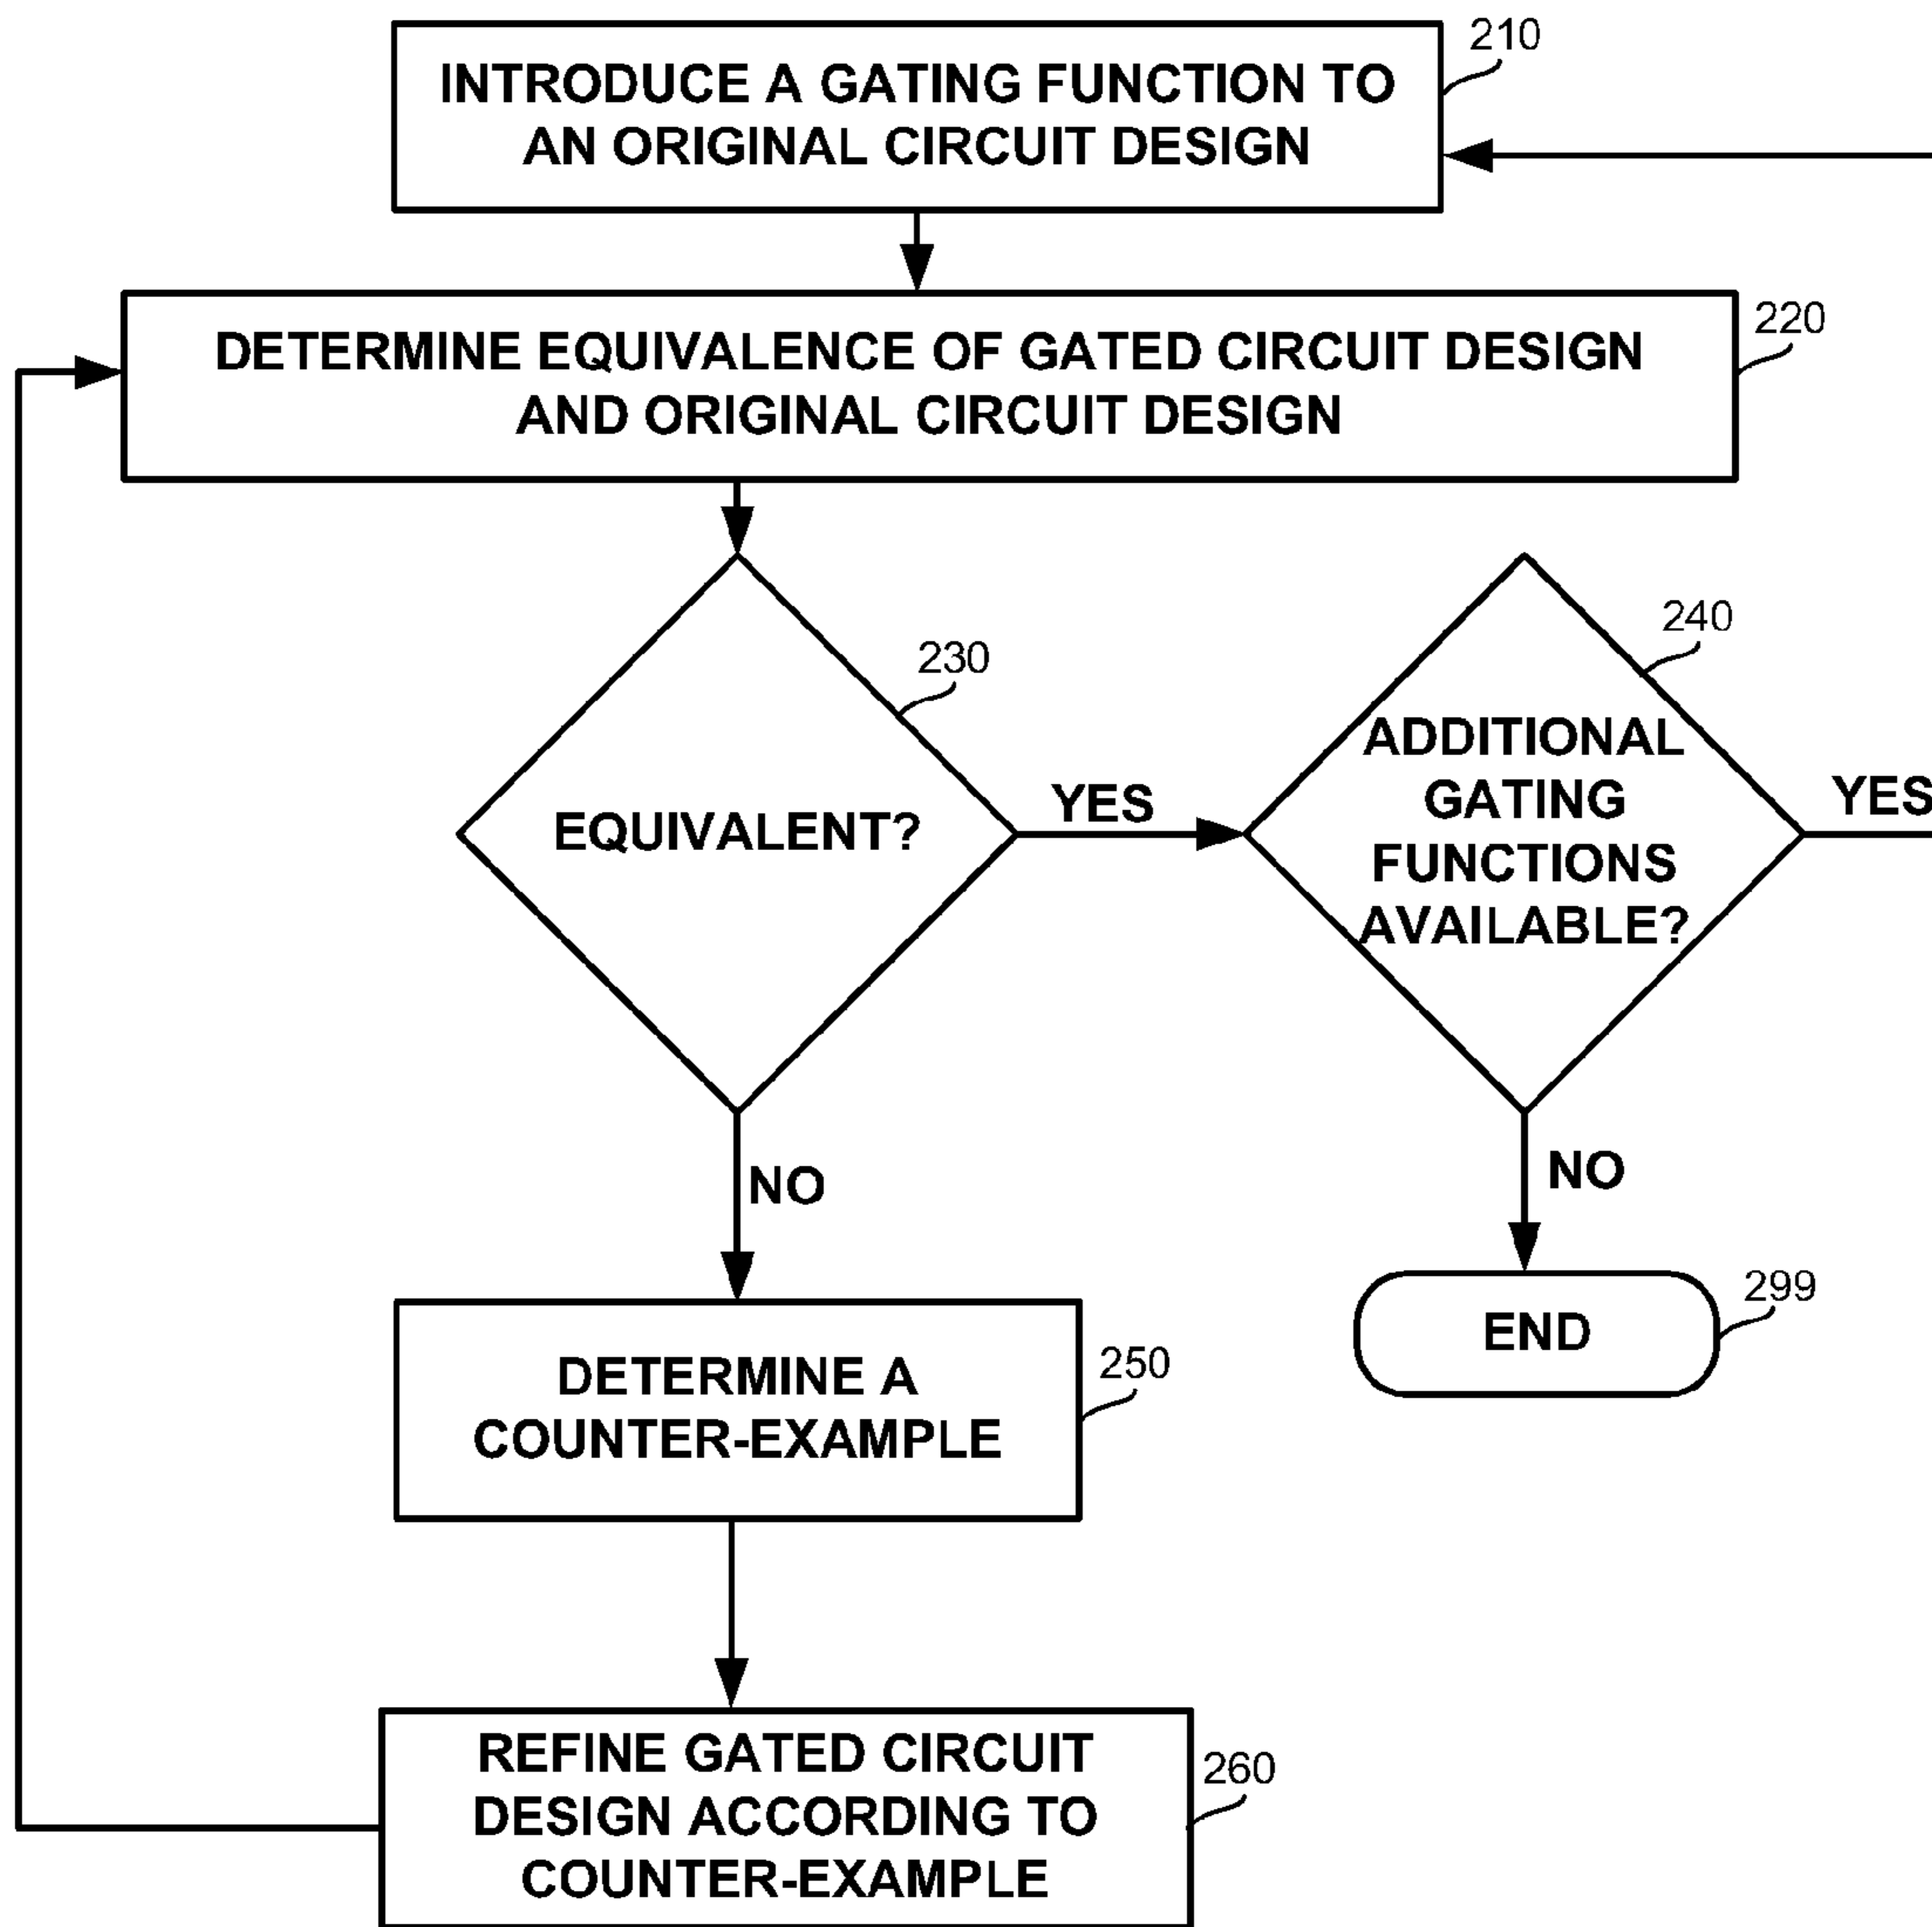 210
INTRODUCE A GATING FUNCTION TO
AN ORIGINAL CIRCUIT DESIGN
220
DETERMINE EQUIVALENCE OF GATED CIRCUIT DESIGN
AND ORIGINAL CIRCUIT DESIGN
230
EQUIVALENT?
YES
240
ADDITIONAL
GATING
FUNCTIONS
AVAILABLE?
YES
NO
NO
299
END
250
DETERMINE A
COUNTER-EXAMPLE
260
REFINE GATED CIRCUIT
DESIGN ACCORDING TO
COUNTER-EXAMPLE